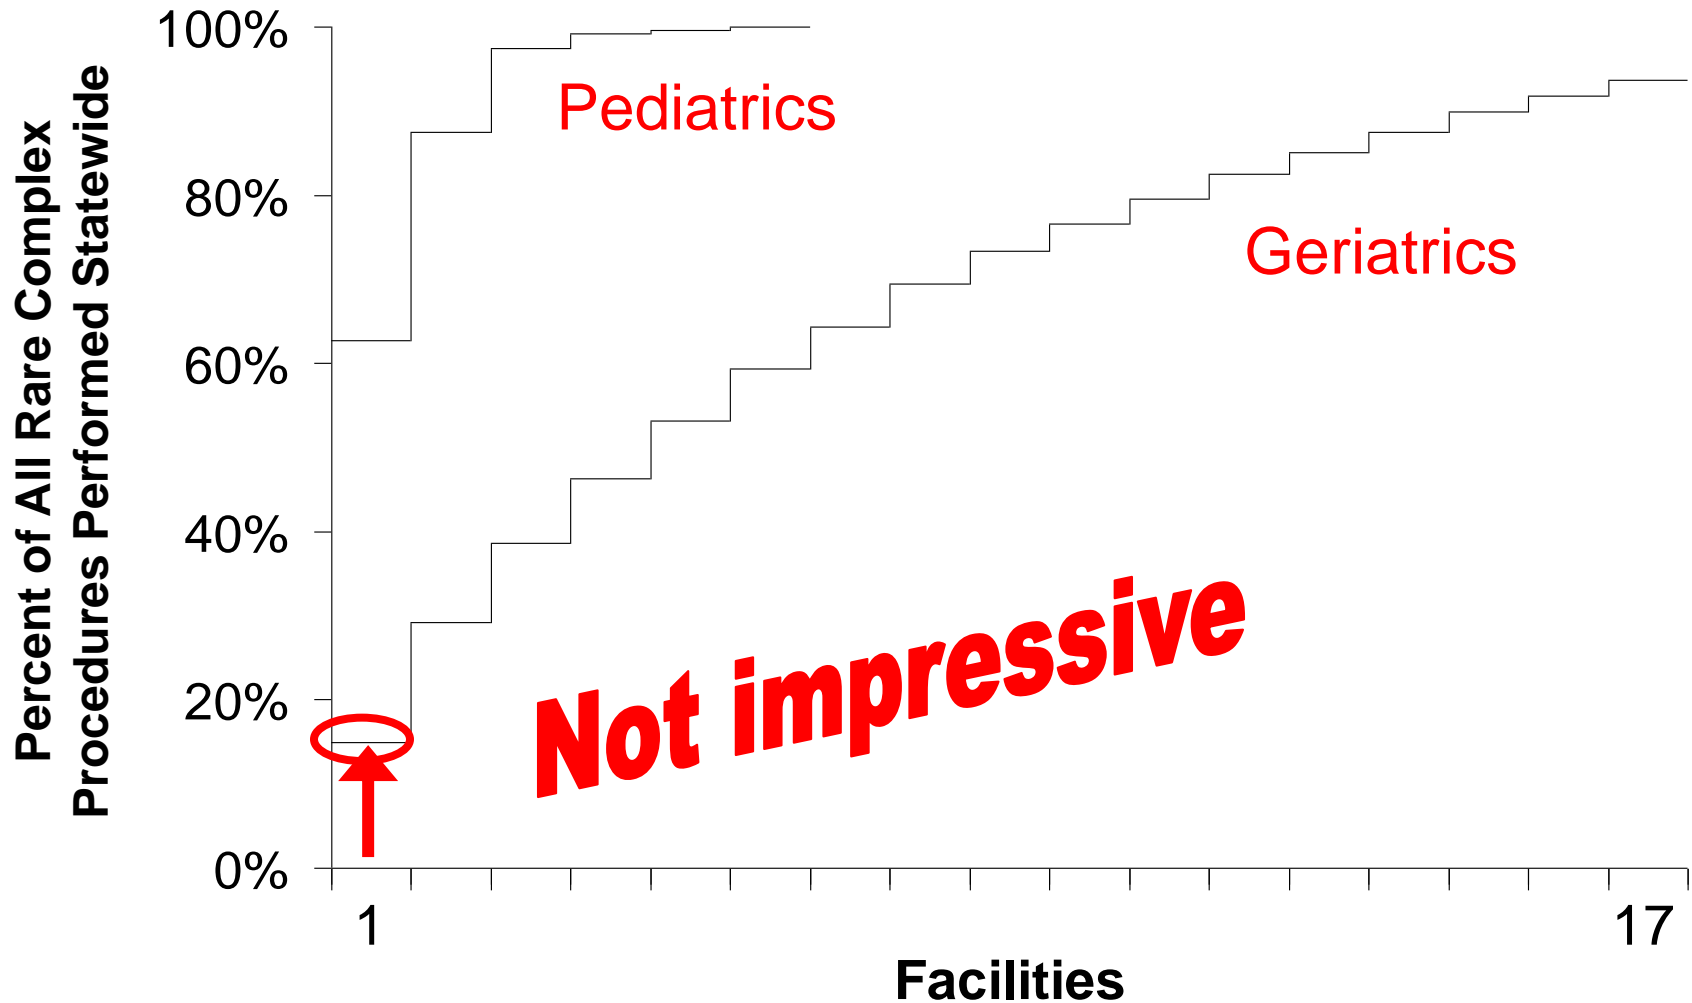 Percent of All Rare Complex
Procedures Performed Statewide
100%
80%
60%
40%
20%
0%
Pediatrics
Geriatrics
Not impressive
1
17
Facilities